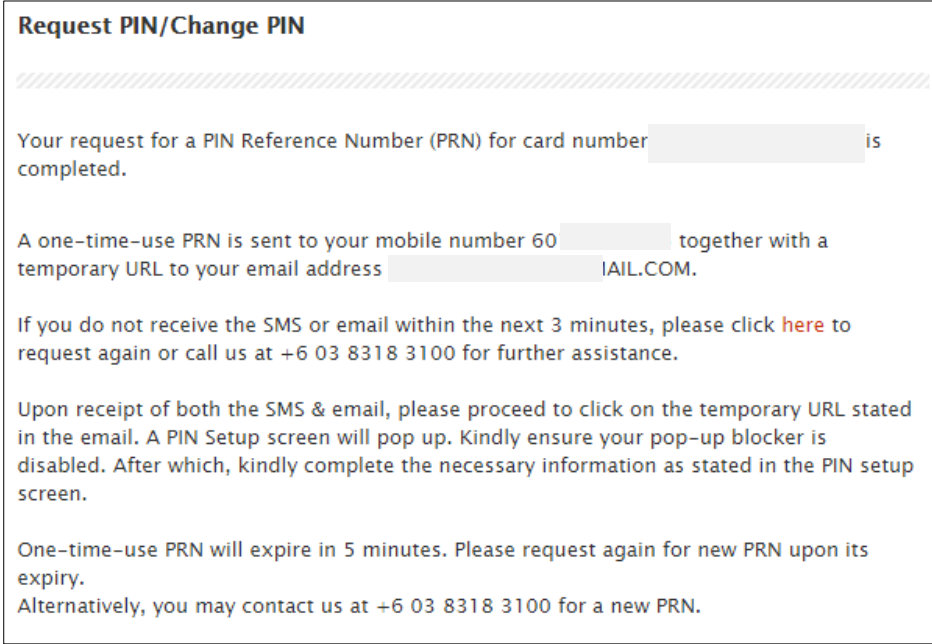 Request PIN/Change PIN
Your request for a PIN Reference Number (PRN) for card number is
completed.
A one-time-use PRN is sent to your mobile number 60 together with a
temporary URL to your email address IAIL.COM.
If you do not receive the SMS or email within the next 3 minutes, please click here to
request again or call us at +6 03 8318 3100 for further assistance.
Upon receipt of both the SMS & email, please proceed to click on the temporary URL stated
in the email. A PIN Setup screen will pop up. Kindly ensure your pop-up blocker is
disabled. After which, kindly complete the necessary information as stated in the PIN setup
screen.
One-time-use PRN will expire in 5 minutes. Please request again for new PRN upon its
expiry.
Alternatively, you may contact us at +6 03 8318 3100 for a new PRN.